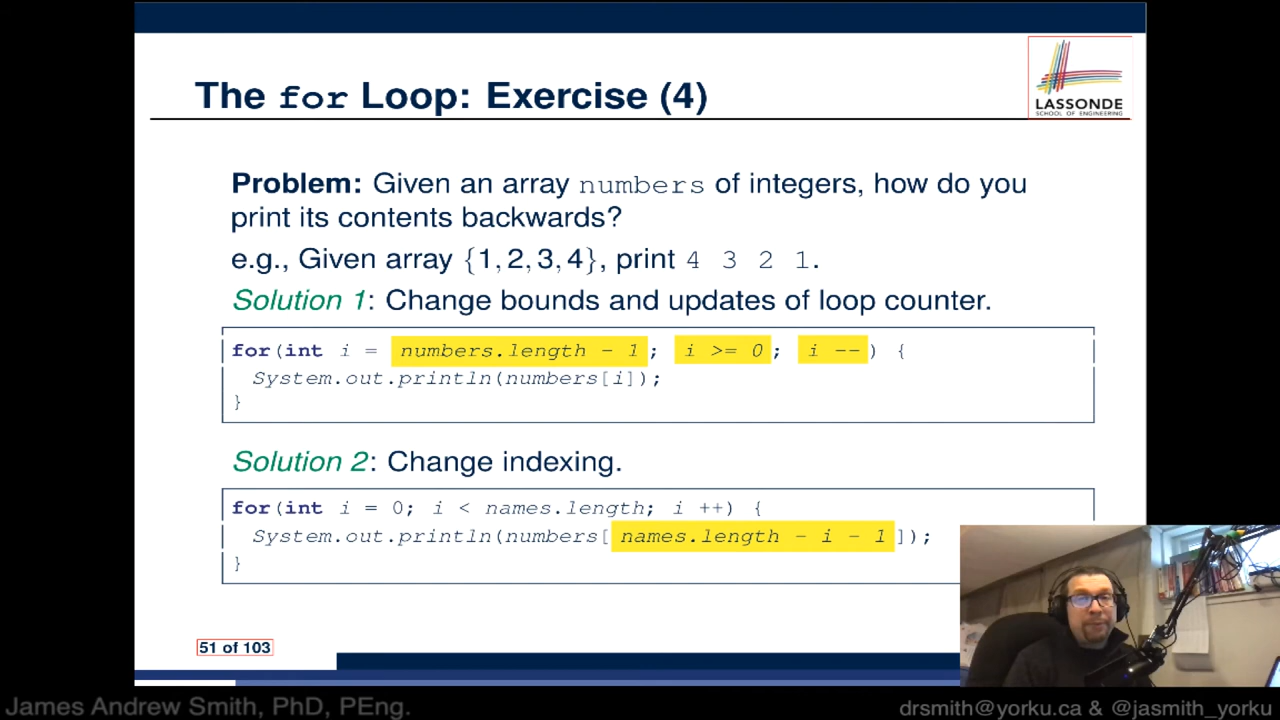 The for Loop: Exercise (4)
LASSONDE
SCHOOL OF ENGINEERING
Problem: Given an array numbers of integers, how do you
print its contents backwards?
e.g., Given array {1, 2, 3, 4}, print 4 3 2 1.
Solution 1: Change bounds and updates of loop counter.
for(int i = numbers.length - 1; i >= 0; i --) {
System.out.println(numbers[i]);
}
Solution 2: Change indexing.
for(int i = 0; i < names.length; i ++) {
System.out.println(numbers[names.length - i - 1]);
}
51 of 103
James Andrew Smith, PhD, PEng.
drsmith@yorku.ca & @jasmith_yorku